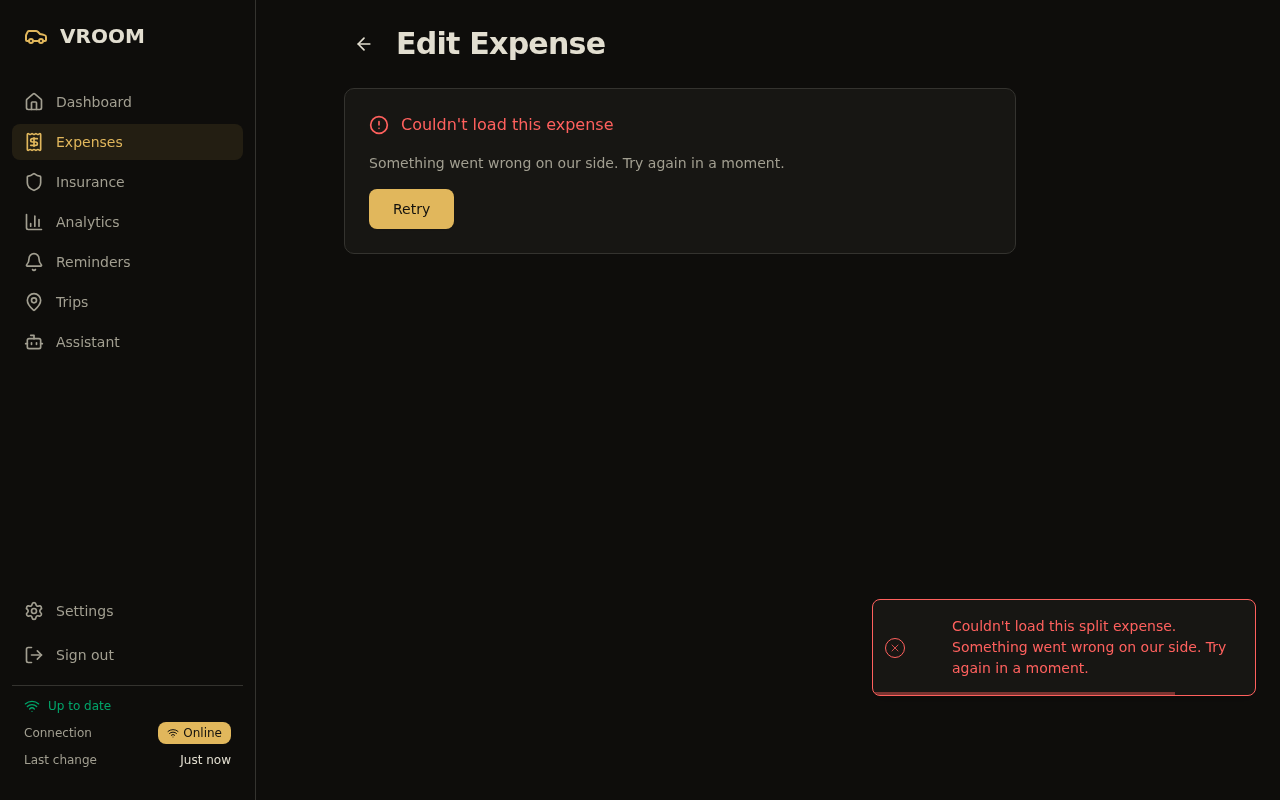 VROOM
Dashboard
Expenses
Insurance
Analytics
Reminders
Trips
Assistant
Settings
Sign out
Up to date
Connection
Online
Last change
Just now
Edit Expense
Couldn't load this expense
Something went wrong on our side. Try again in a moment.
Retry
Couldn't load this split expense.
Something went wrong on our side. Try
again in a moment.